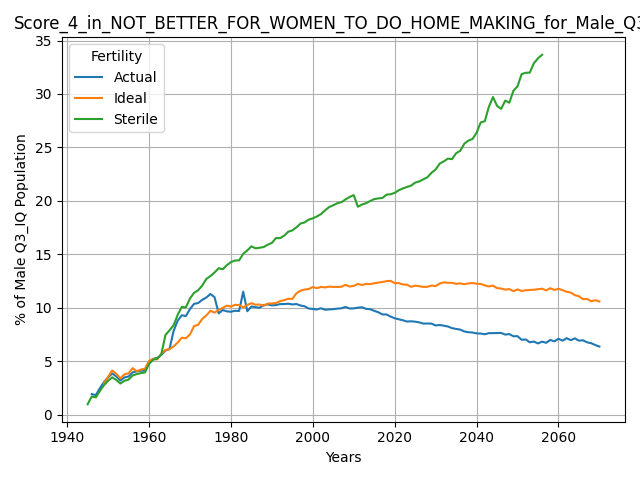 Score_4_in_NOT_BETTER_FOR_WOMEN_TO_DO_HOME_MAKING_for_Male_Q3
35
30
25
20
15
10
5
0
% of Male Q3_IQ Population
Fertility
Actual
Ideal
Sterile
1940 1960 1980 2000 2020 2040 2060
Years